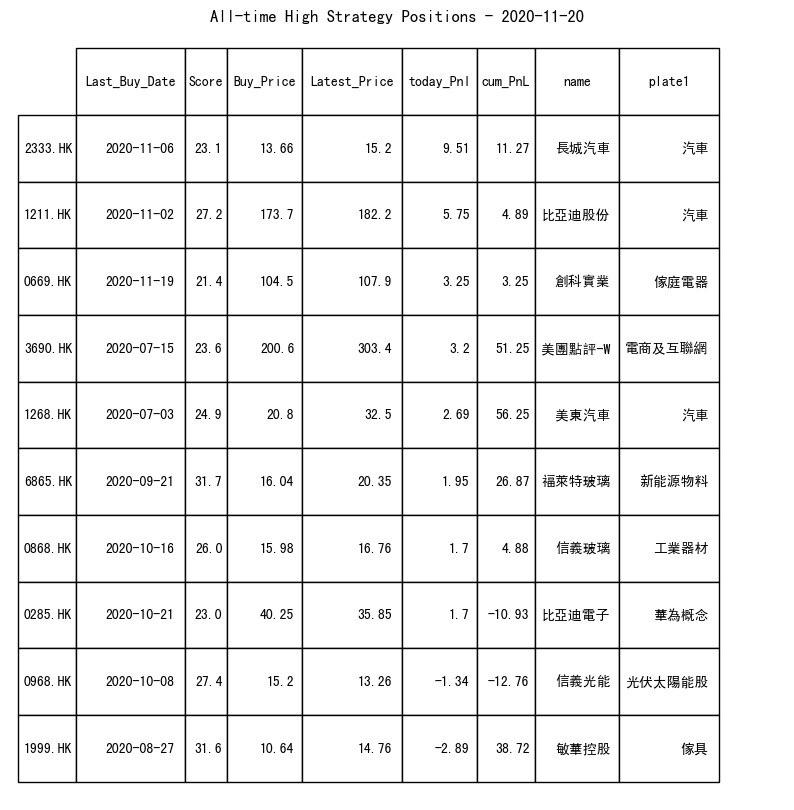 All-time High Strategy Positions - 2020-11-20
Last_Buy_Date Score Buy_Price Latest_Price today_Pnl cum_PnL name plate1
2333.HK 2020-11-06 23.1 13.66 15.2 9.51 11.27 長城汽車 汽車
1211.HK 2020-11-02 27.2 173.7 182.2 5.75 4.89 比亞迪股份 汽車
0669.HK 2020-11-19 21.4 104.5 107.9 3.25 3.25 創科實業 傢庭電器
3690.HK 2020-07-15 23.6 200.6 303.4 3.2 51.25 美團點評-W 電商及互聯網
1268.HK 2020-07-03 24.9 20.8 32.5 2.69 56.25 美東汽車 汽車
6865.HK 2020-09-21 31.7 16.04 20.35 1.95 26.87 福萊特玻璃 新能源物料
0868.HK 2020-10-16 26.0 15.98 16.76 1.7 4.88 信義玻璃 工業器材
0285.HK 2020-10-21 23.0 40.25 35.85 1.7 -10.93 比亞迪電子 華為概念
0968.HK 2020-10-08 27.4 15.2 13.26 -1.34 -12.76 信義光能 光伏太陽能股
1999.HK 2020-08-27 31.6 10.64 14.76 -2.89 38.72 敏華控股 傢具